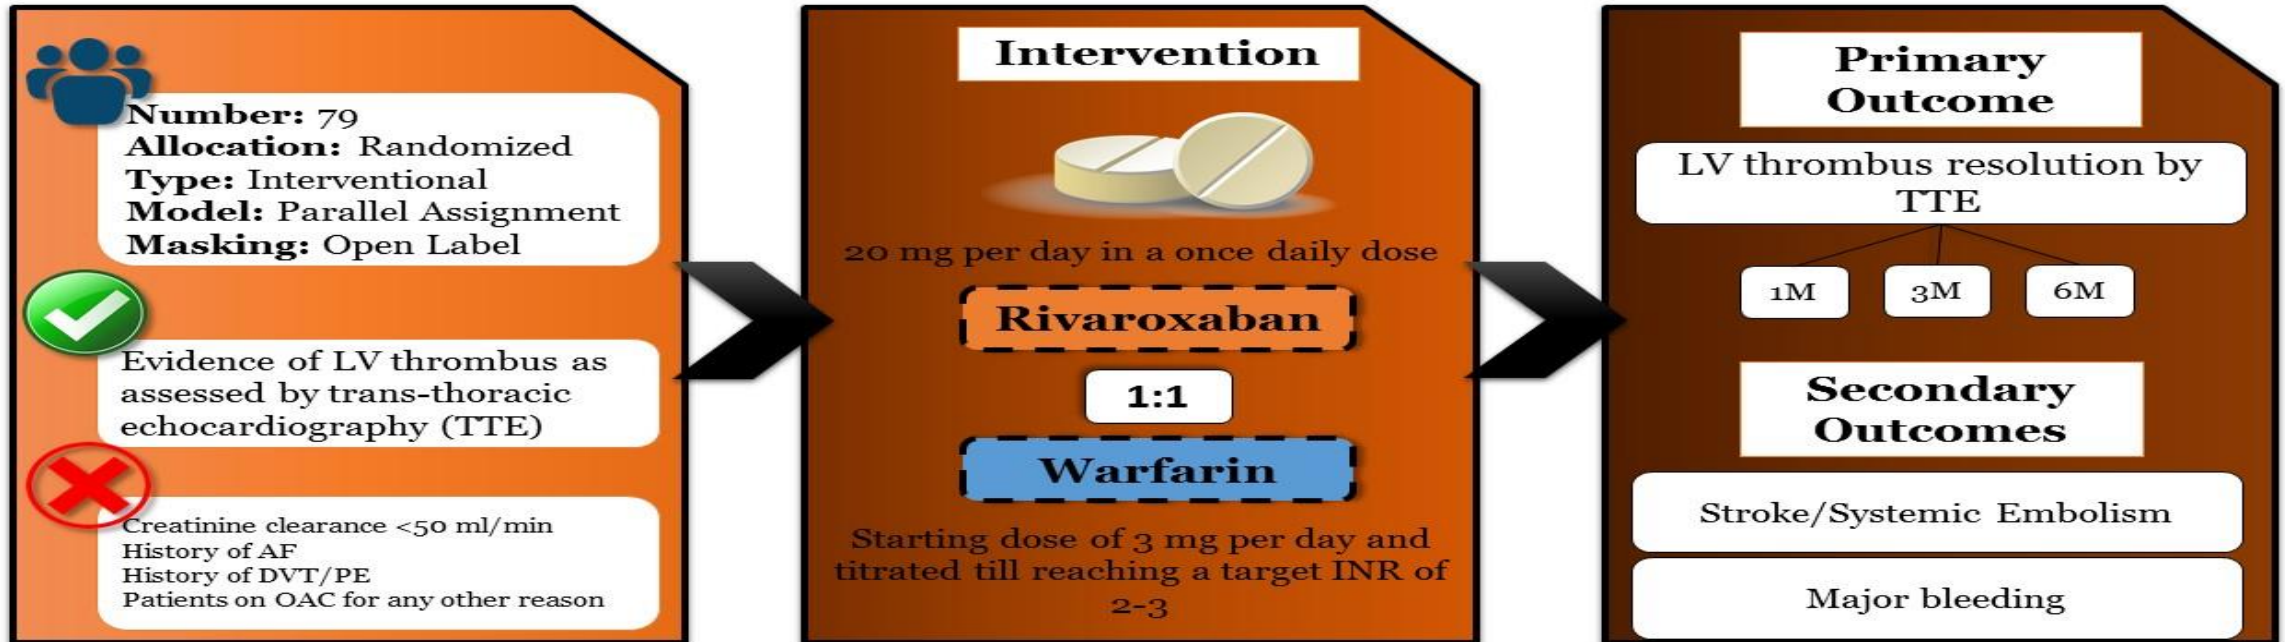 Number: 79
Allocation: Randomized
Type: Interventional
Model: Parallel Assignment
Masking: Open Label
Evidence of LV thrombus as
assessed by trans-thoracic
echocardiography (TTE)
Creatinine clearance <50 ml/min
History of AF
History of DVT/PE
Patients on OAC for any other reason
Intervention
20 mg per day in a once daily dose
Rivaroxaban
1:1
Warfarin
Starting dose of 3 mg per day and
titrated till reaching a target INR of
2-3
Primary
Outcome
LV thrombus resolution by
TTE
1M
3M
6M
Secondary
Outcomes
Stroke/Systemic Embolism
Major bleeding